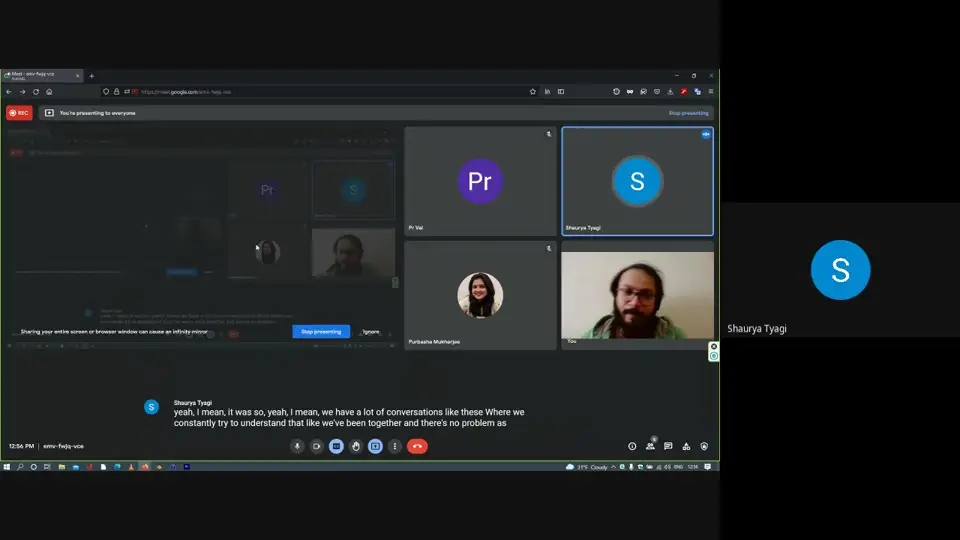 Meet - emv-fwjq-vce
https://meet.google.com/emv-fwjq-vce
REC
You're presenting to everyone
Stop presenting
Pr
S
Pr
S
Pr Val
Shaurya Tyagi
Sharing your entire screen or browser window can cause an infinity mirror
Stop presenting
Ignore
Purbasha Mukherjee
You
S
Shaurya Tyagi
S
Shaurya Tyagi
yeah, I mean, it was so, yeah, I mean, we have a lot of conversations like these Where we
constantly try to understand that like we've been together and there's no problem as
12:56 PM | emv-fwjq-vce
31°F Cloudy
ENG